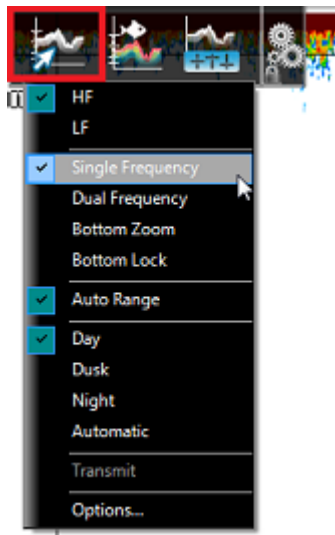 HF
LF
Single Frequency
Dual Frequency
Bottom Zoom
Bottom Lock
Auto Range
Day
Dusk
Night
Automatic
Transmit
Options...